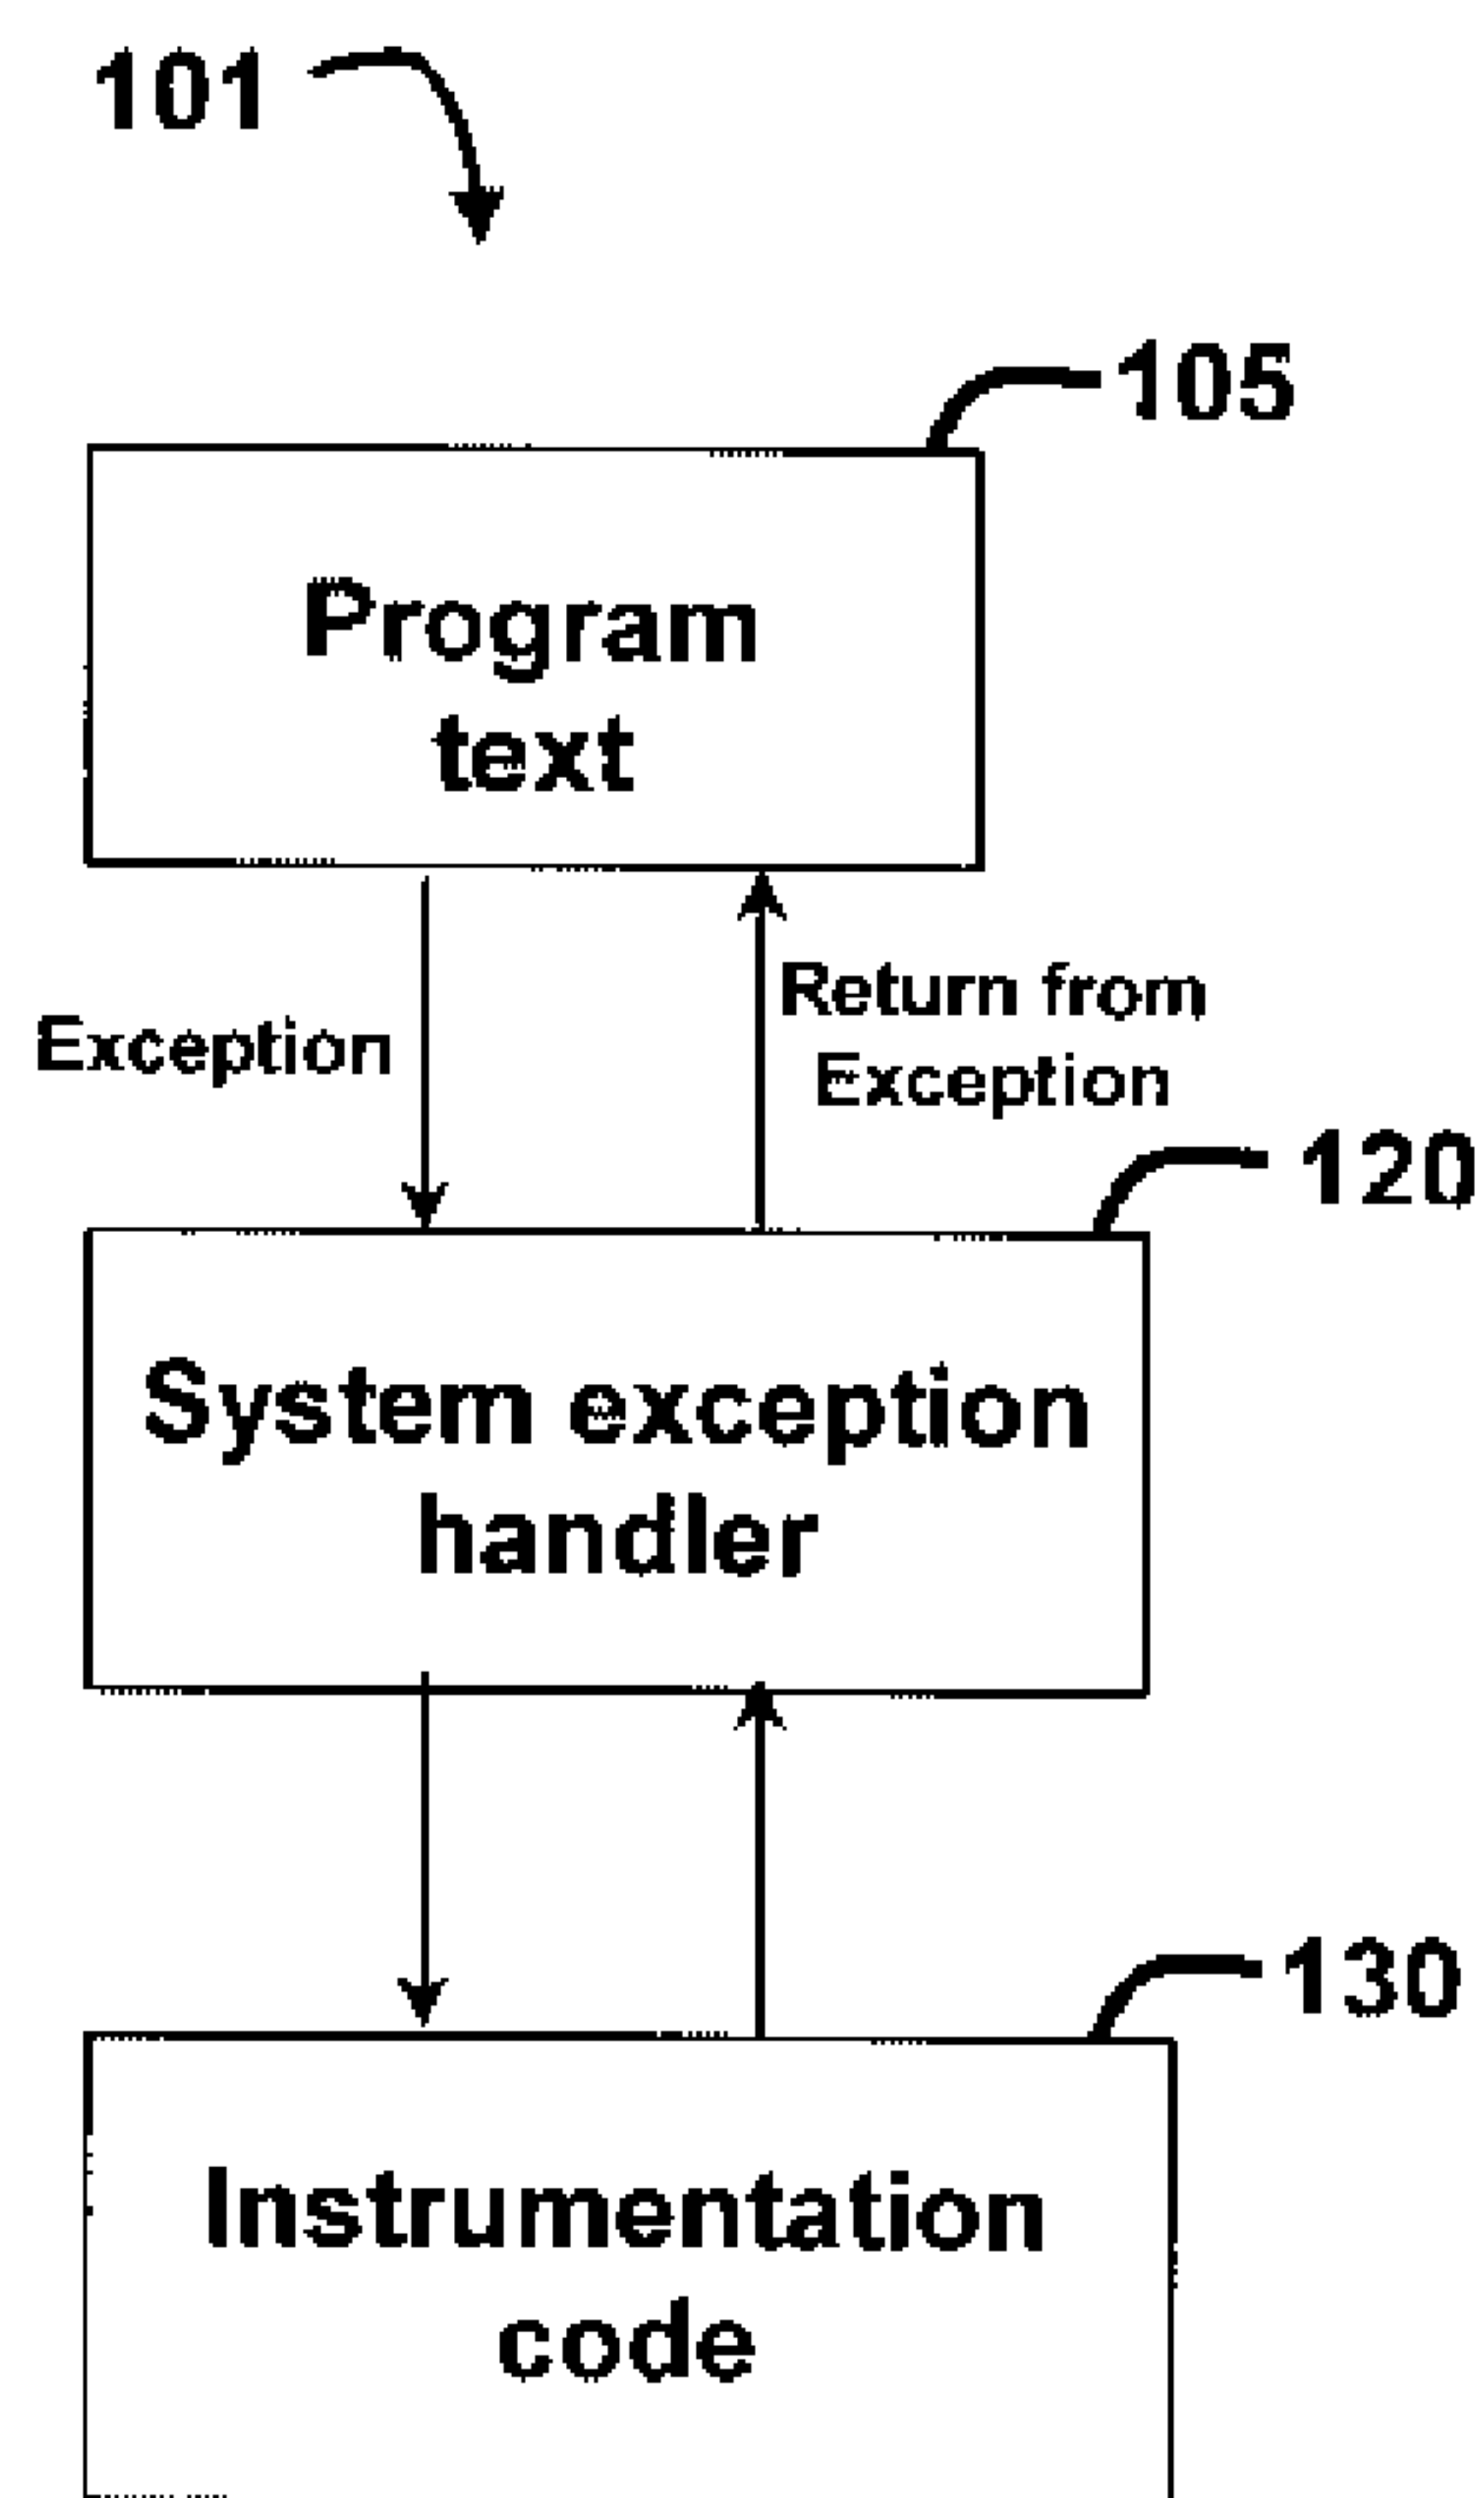 101
105
Program
text
Exception
Return from
Exception
120
System exception
handler
130
Instrumentation
code